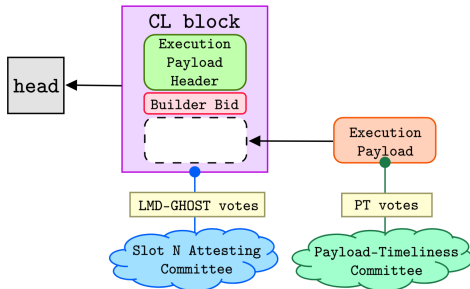 CL block
Execution
Payload
Header
head
Builder Bid
Execution
Payload
LMD-GHOST votes
PT votes
Slot N Attesting
Committee
Payload-Timeliness
Committee